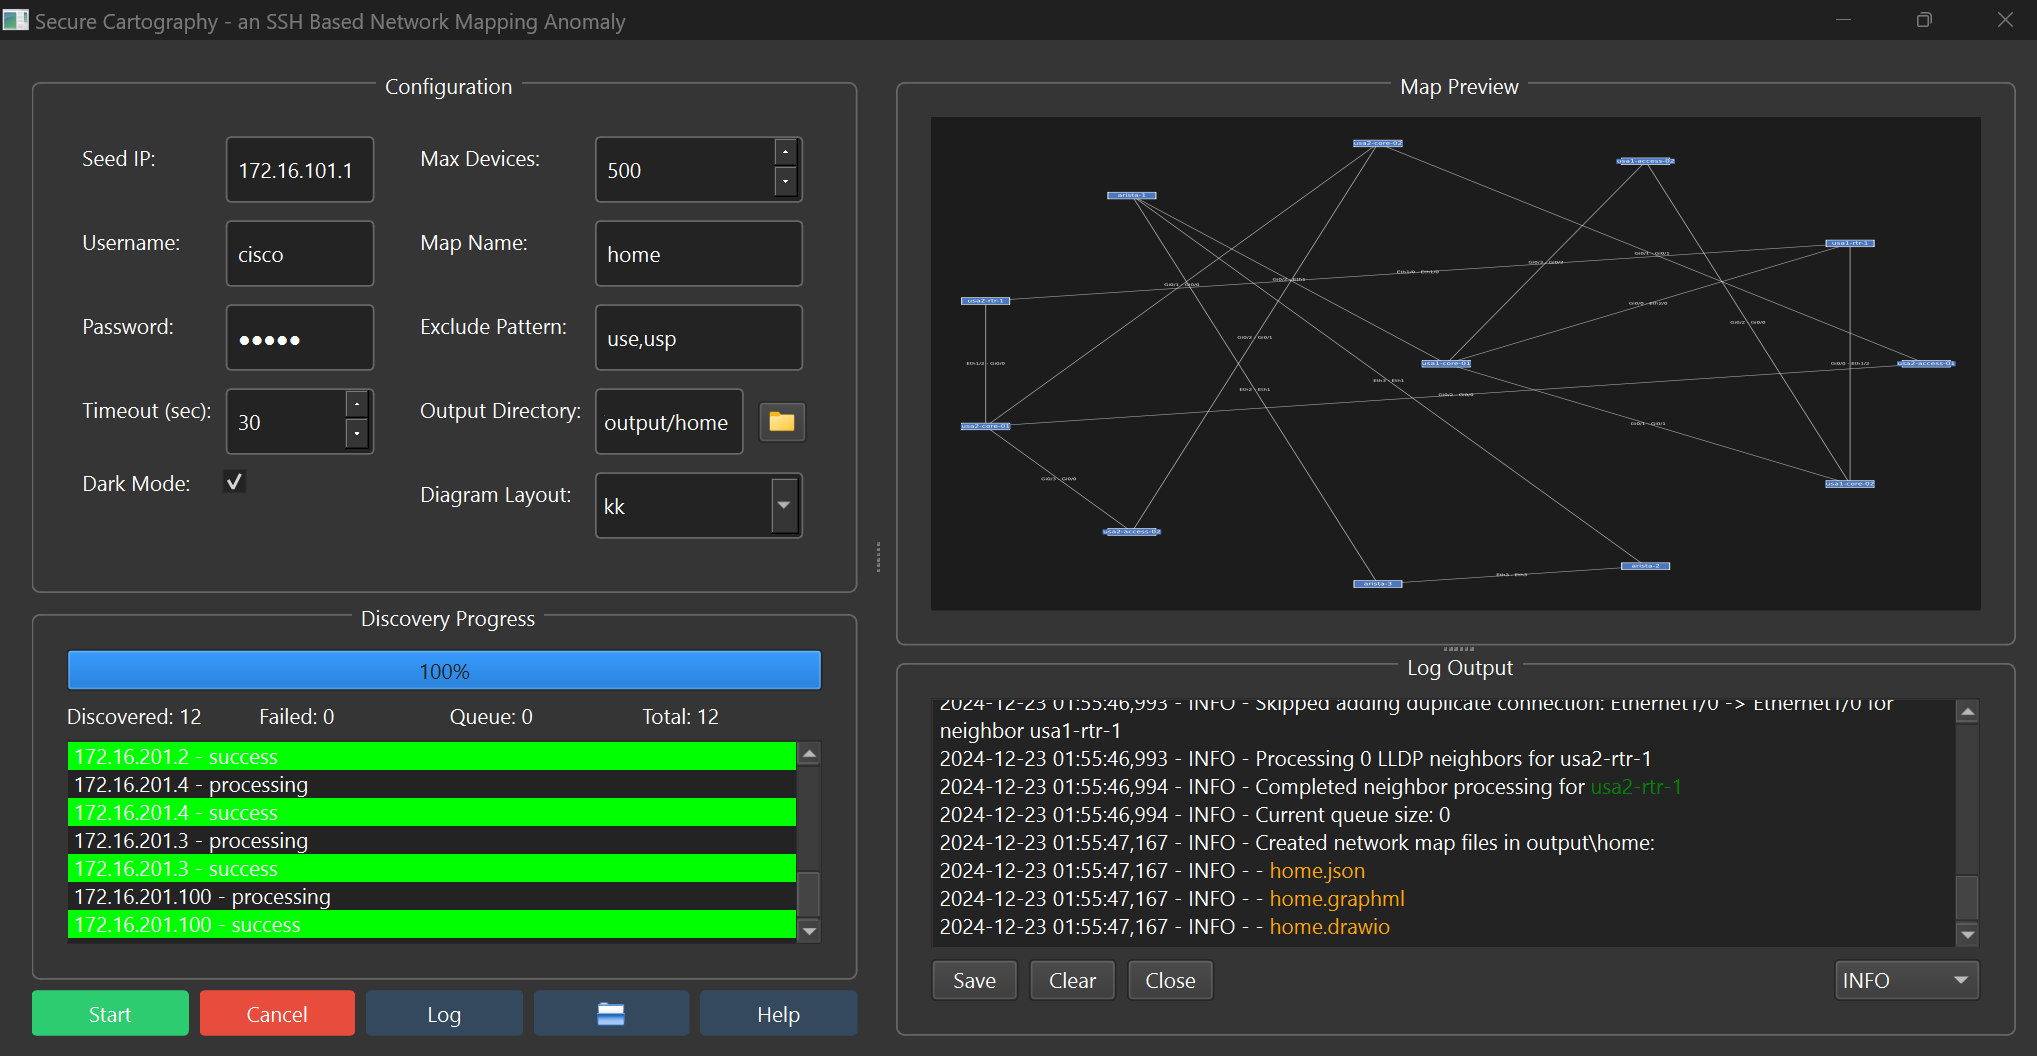 Secure Cartography - an SSH Based Network Mapping Anomaly
Configuration
Seed IP:
172.16.101.1
Max Devices:
500
Username:
cisco
Map Name:
home
Password:
●●●●●
Exclude Pattern:
use,usp
Timeout (sec):
30
Output Directory:
output/home
Dark Mode:
Diagram Layout:
kk
Discovery Progress
100%
Discovered: 12
Failed: 0
Queue: 0
Total: 12
172.16.201.2 - success
172.16.201.4 - processing
172.16.201.4 - success
172.16.201.3 - processing
172.16.201.3 - success
172.16.201.100 - processing
172.16.201.100 - success
Start
Cancel
Log
Help
Map Preview
usa2-core-02
usa1-access-02
arista-1
usa1-rtr-1
usa2-rtr-1
usa1-core-01
usa2-access-01
usa2-core-01
usa1-core-02
usa2-access-02
arista-2
arista-3
Log Output
2024-12-23 01:55:46,993 - INFO - Skipped adding duplicate connection: Ethernet1/0 -> Ethernet1/0 for
neighbor usa1-rtr-1
2024-12-23 01:55:46,993 - INFO - Processing 0 LLDP neighbors for usa2-rtr-1
2024-12-23 01:55:46,994 - INFO - Completed neighbor processing for usa2-rtr-1
2024-12-23 01:55:46,994 - INFO - Current queue size: 0
2024-12-23 01:55:47,167 - INFO - Created network map files in output\home:
2024-12-23 01:55:47,167 - INFO - - home.json
2024-12-23 01:55:47,167 - INFO - - home.graphml
2024-12-23 01:55:47,167 - INFO - - home.drawio
Save
Clear
Close
INFO